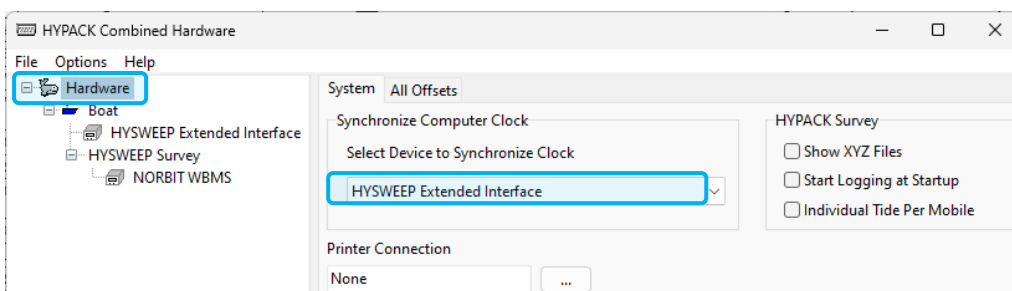 HYPACK Combined Hardware
File Options Help
Hardware
Boat
HYSWEEP Extended Interface
HYSWEEP Survey
NORBIT WBMS
System All Offsets
Synchronize Computer Clock
Select Device to Synchronize Clock
HYSWEEP Extended Interface
Printer Connection
None ...
HYPACK Survey
Show XYZ Files
Start Logging at Startup
Individual Tide Per Mobile